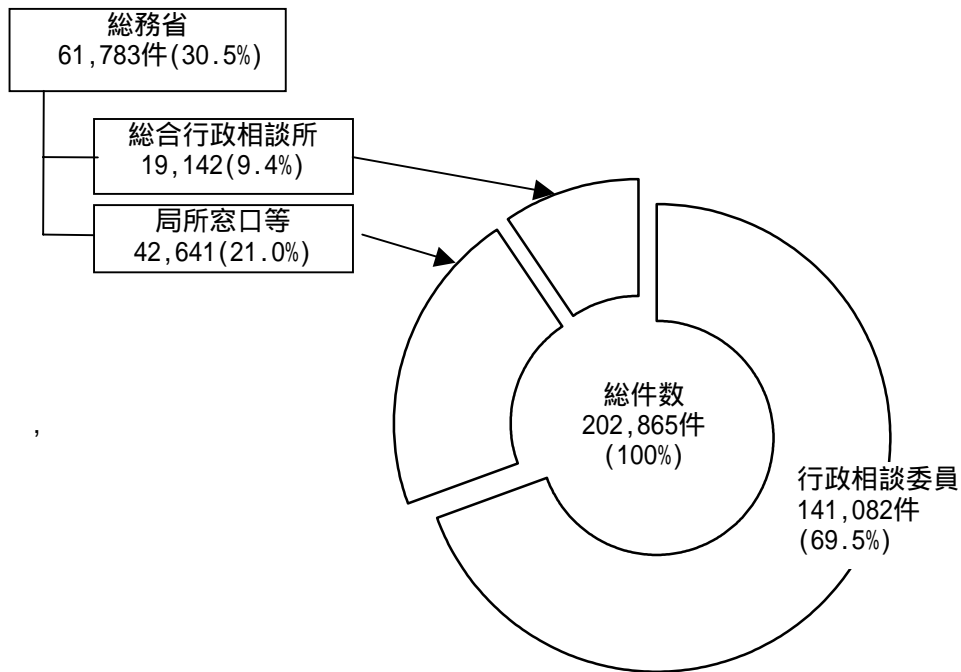 総務省
61,783件(30.5%)
総合行政相談所
19,142(9.4%)
局所窓口等
42,641(21.0%)
,
総件数
202,865件
(100%)
行政相談委員
141,082件
(69.5%)